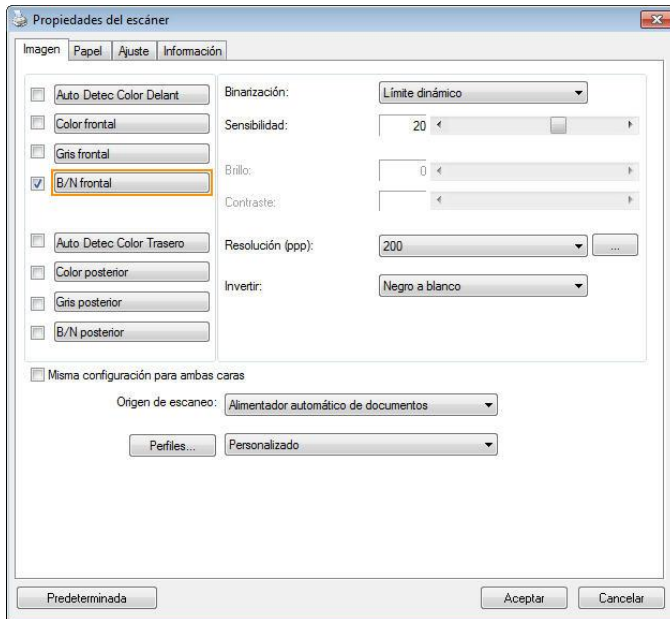 Propiedades del escáner
Imagen Papel Ajuste Información
Auto Detec Color Delant
Color frontal
Gris frontal
B/N frontal
Auto Detec Color Trasero
Color posterior
Gris posterior
B/N posterior
Binarización: Límite dinámico
Sensibilidad: 20
Brillo: 0
Contraste:
Resolución (ppp): 200 ...
Invertir: Negro a blanco
Misma configuración para ambas caras
Origen de escaneo: Alimentador automático de documentos
Perfiles... Personalizado
Predeterminada Aceptar Cancelar